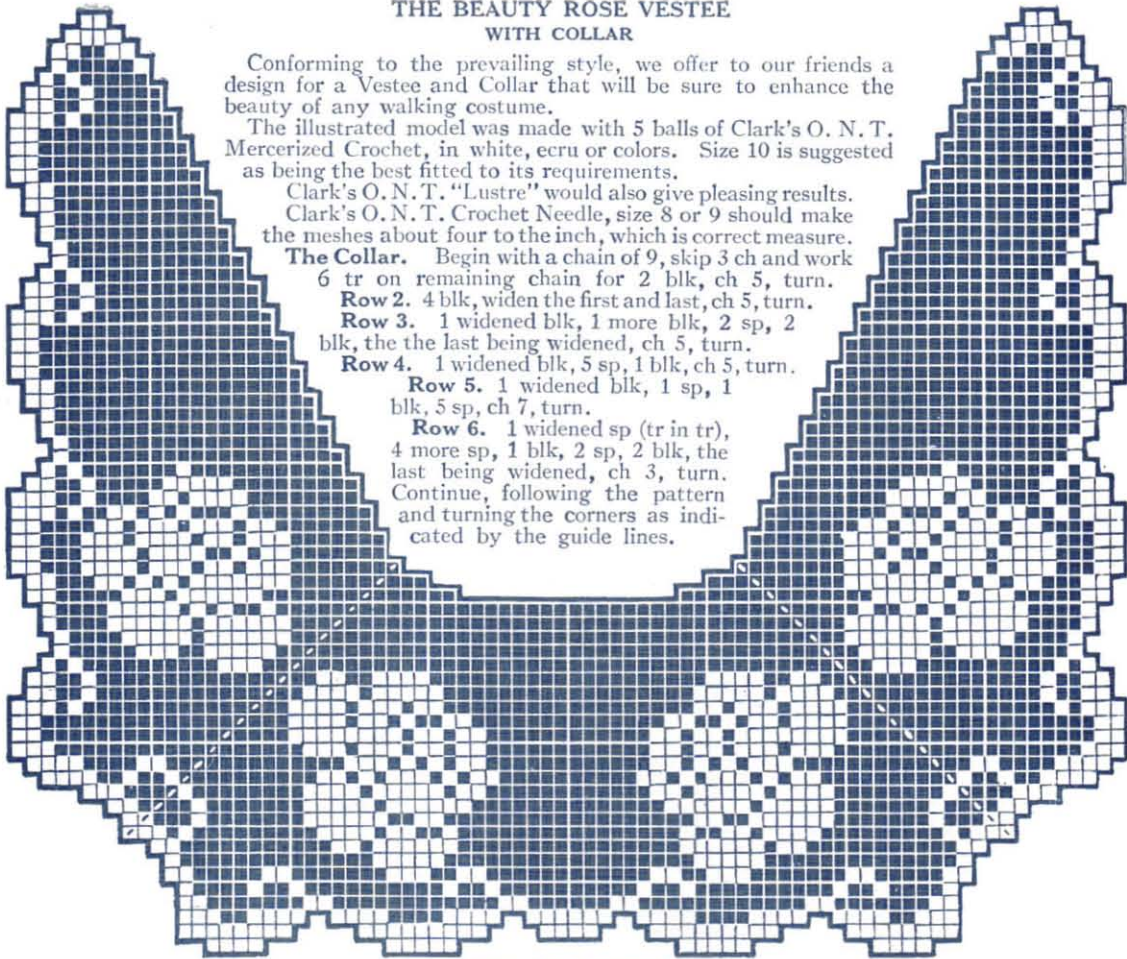 THE BEAUTY ROSE VESTEE
WITH COLLAR
Conforming to the prevailing style, we offer to our friends a
design for a Vestee and Collar that will be sure to enhance the
beauty of any walking costume.
The illustrated model was made with 5 balls of Clark's O. N. T.
Mercerized Crochet, in white, ecru or colors. Size 10 is suggested
as being the best fitted to its requirements.
Clark's O. N. T. "Lustre" would also give pleasing results.
Clark's O. N. T. Crochet Needle, size 8 or 9 should make
the meshes about four to the inch, which is correct measure.
The Collar. Begin with a chain of 9, skip 3 ch and work
6 tr on remaining chain for 2 blk, ch 5, turn.
Row 2. 4 blk, widen the first and last, ch 5, turn.
Row 3. 1 widened blk, 1 more blk, 2 sp, 2
blk, the the last being widened, ch 5, turn.
Row 4. 1 widened blk, 5 sp, 1 blk, ch 5, turn.
Row 5. 1 widened blk, 1 sp, 1
blk, 5 sp, ch 7, turn.
Row 6. 1 widened sp (tr in tr),
4 more sp, 1 blk, 2 sp, 2 blk, the
last being widened, ch 3, turn.
Continue, following the pattern
and turning the corners as indi-
cated by the guide lines.